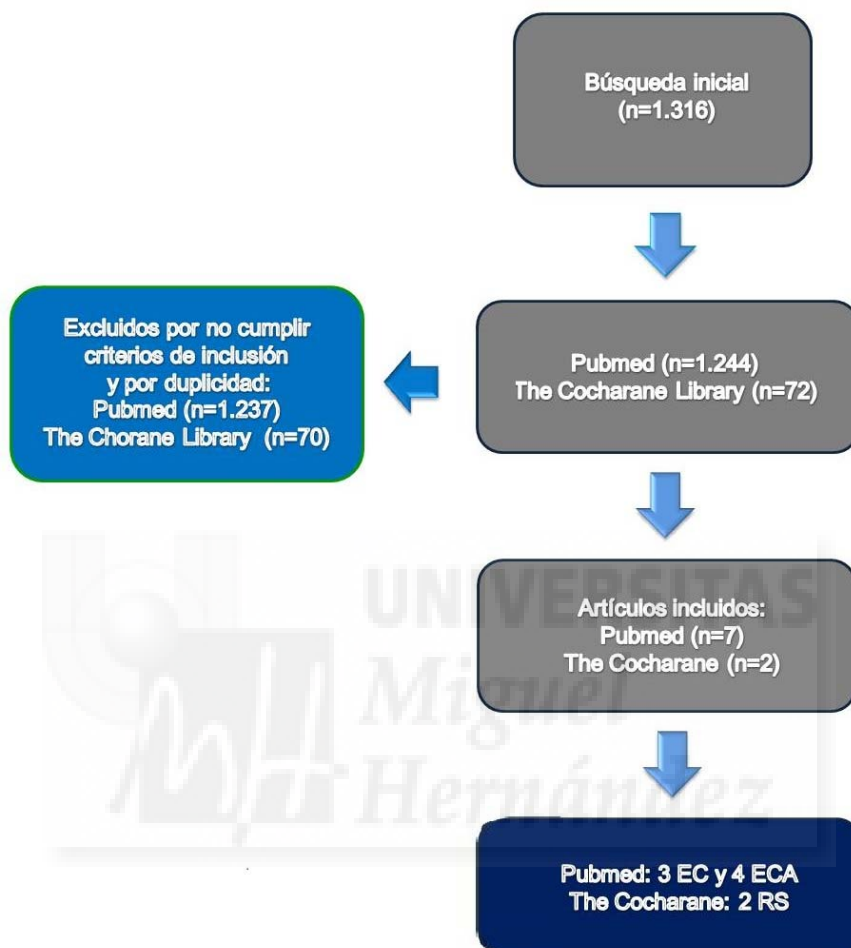 Búsqueda inicial
(n=1.316)
Excluidos por no cumplir
criterios de inclusión
y por duplicidad:
Pubmed (n=1.237)
The Chorane Library (n=70)
Pubmed (n=1.244)
The Cocharane Library (n=72)
Artículos incluidos:
Pubmed (n=7)
The Cocharane (n=2)
UNIVERSITAS
Miguel
Hernández
Pubmed: 3 EC y 4 ECA
The Cocharane: 2 RS